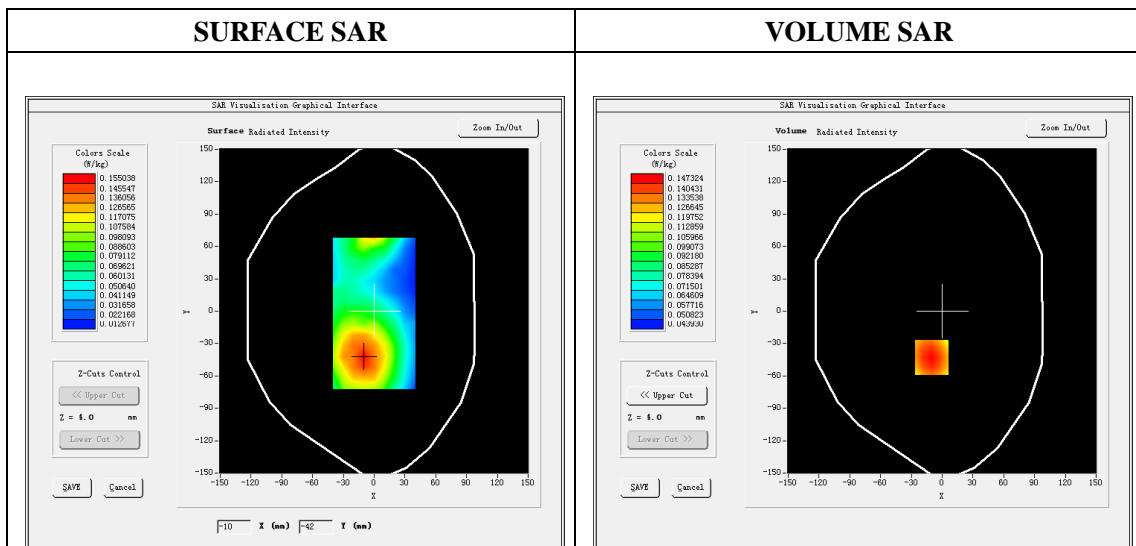 SURFACE SAR
VOLUME SAR
SAR Visualisation Graphical Interface
Surface Radiated Intensity
Zoom In/Out
Colors Scale
(W/kg)
0.155038
0.145547
0.136056
0.126565
0.117075
0.107584
0.098093
0.088603
0.079112
0.069621
0.060131
0.050640
0.041149
0.031658
0.022168
0.012677
150
120
90
60
30
0
-30
-60
-90
-120
-150
Y
-150 -120 -90 -60 -30 0 30 60 90 120 150
X
Z-Cuts Control
<< Upper Cut
Z = 4.0 mm
Lower Cut >>
SAVE
Cancel
-10 X (mm) -42 Y (mm)
SAR Visualisation Graphical Interface
Volume Radiated Intensity
Zoom In/Out
Colors Scale
(W/kg)
0.147324
0.140431
0.133538
0.126645
0.119752
0.112859
0.105966
0.099073
0.092180
0.085287
0.078394
0.071501
0.064609
0.057716
0.050823
0.043930
150
120
90
60
30
0
-30
-60
-90
-120
-150
Y
-150 -120 -90 -60 -30 0 30 60 90 120 150
X
Z-Cuts Control
<< Upper Cut
Z = 4.0 mm
Lower Cut >>
SAVE
Cancel